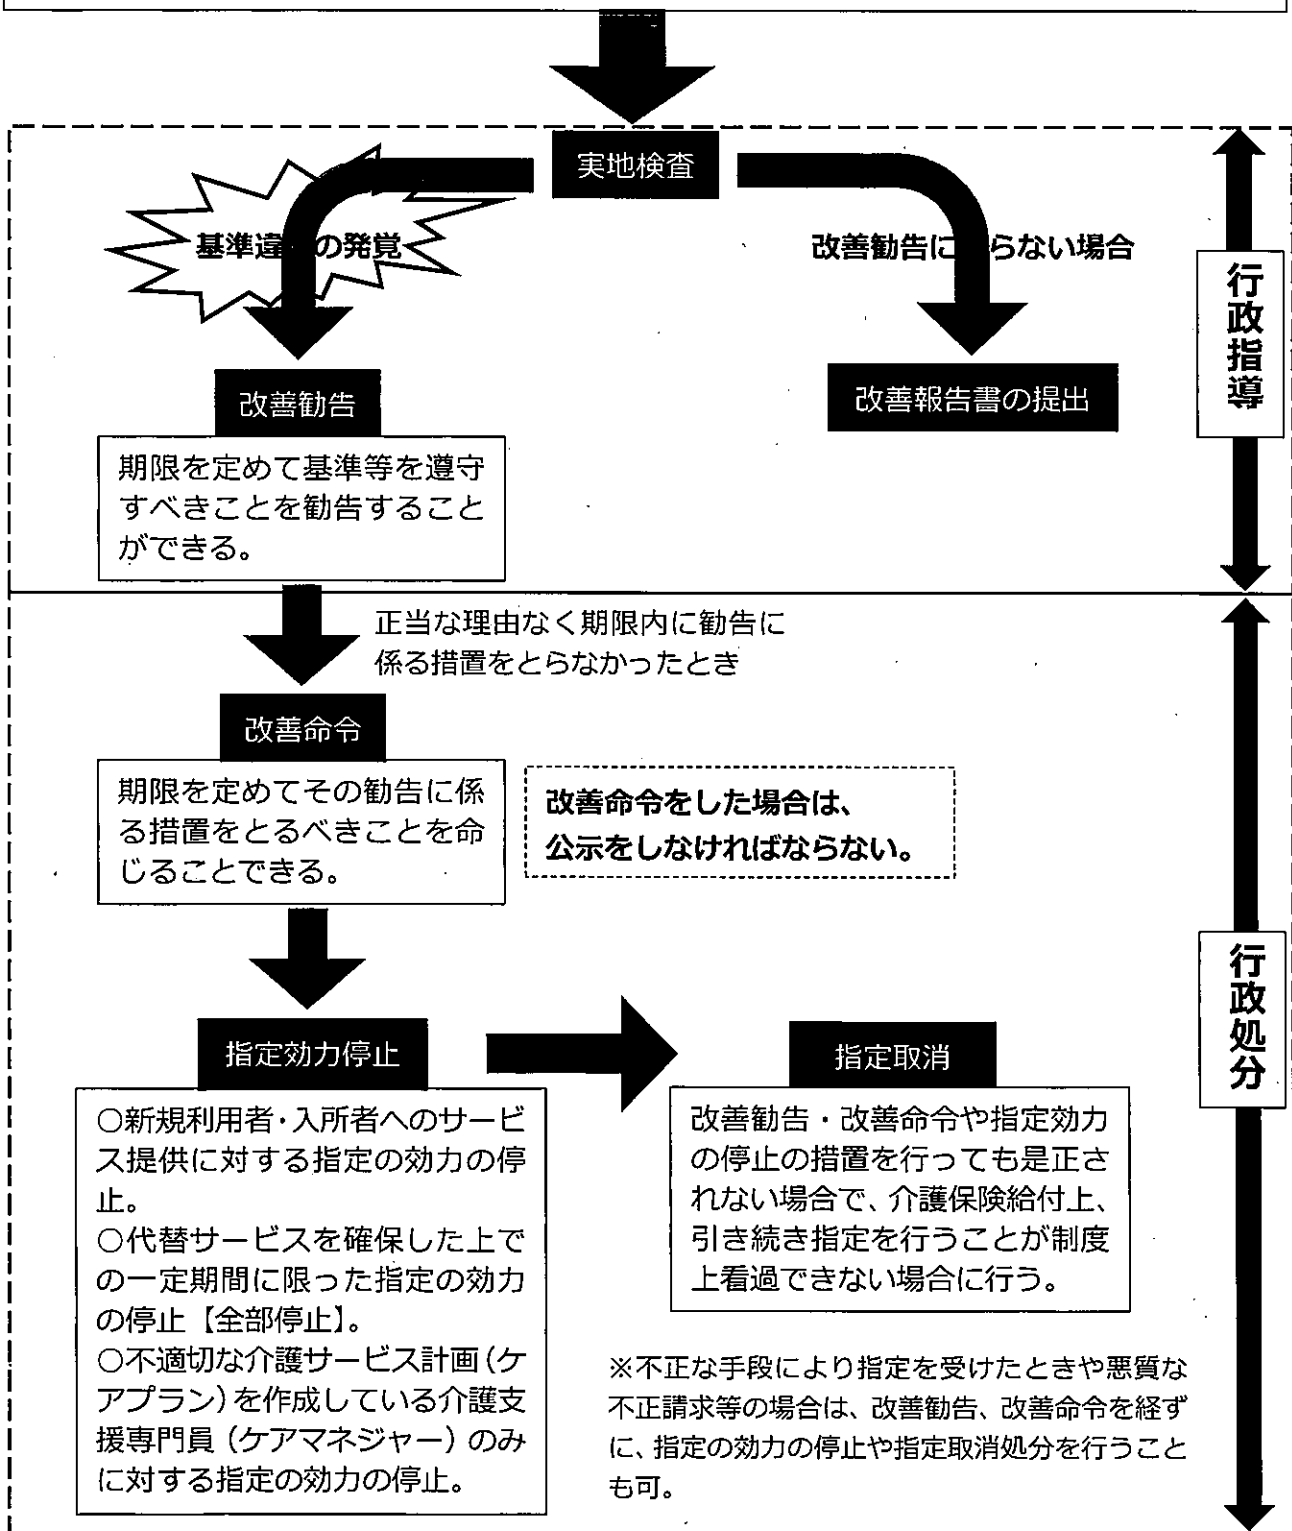 実地検査
基準違の発覚
改善勧告にらない場合
行政指導
改善勧告
改善報告書の提出
期限を定めて基準等を遵守
すべきことを勧告すること
ができる。
正当な理由なく期限内に勧告に
係る措置をとらなかったとき
改善命令
期限を定めてその勧告に係
る措置をとるべきことを命
じることできる。
改善命令をした場合は、
公示をしなければならない。
行政処分
指定効力停止
○新規利用者・入所者へのサービ
ス提供に対する指定の効力の停
止。
○代替サービスを確保した上で
の一定期間に限った指定の効力
の停止【全部停止】。
○不適切な介護サービス計画(ケ
アプラン)を作成している介護支
援専門員(ケアマネジャー)のみ
に対する指定の効力の停止。
指定取消
改善勧告・改善命令や指定効力
の停止の措置を行っても是正さ
れない場合で、介護保険給付上、
引き続き指定を行うことが制度
上看過できない場合に行う。
※不正な手段により指定を受けたときや悪質な
不正請求等の場合は、改善勧告、改善命令を経ず
に、指定の効力の停止や指定取消処分を行うこと
も可。